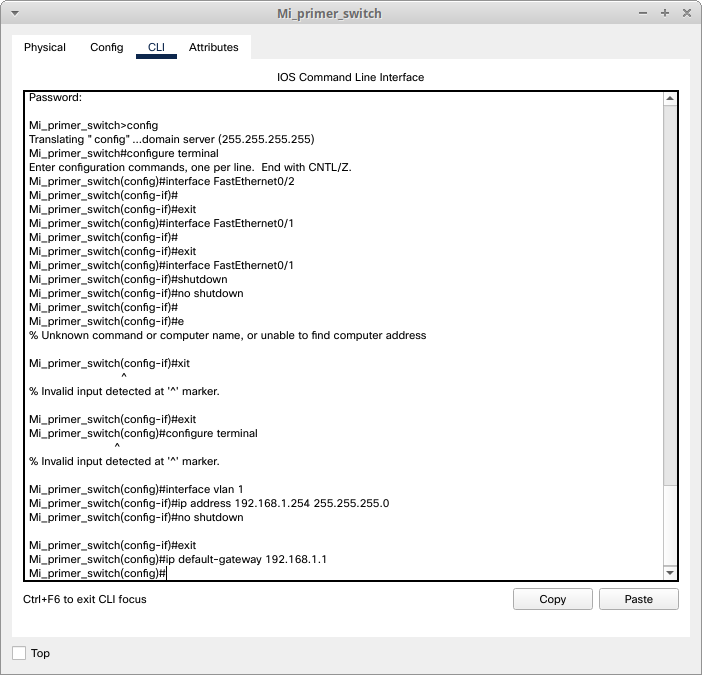 Mi_primer_switch
Physical Config CLI Attributes
IOS Command Line Interface
Password:
Mi_primer_switch>config
Translating " config" ...domain server (255.255.255.255)
Mi_primer_switch#configure terminal
Enter configuration commands, one per line. End with CNTL/Z.
Mi_primer_switch(config)#interface FastEthernet0/2
Mi_primer_switch(config-if)#
Mi_primer_switch(config-if)#exit
Mi_primer_switch(config)#interface FastEthernet0/1
Mi_primer_switch(config-if)#
Mi_primer_switch(config-if)#exit
Mi_primer_switch(config)#interface FastEthernet0/1
Mi_primer_switch(config-if)#shutdown
Mi_primer_switch(config-if)#no shutdown
Mi_primer_switch(config-if)#
Mi_primer_switch(config-if)#e
% Unknown command or computer name, or unable to find computer address
Mi_primer_switch(config-if)#xit
^
% Invalid input detected at '^' marker.
Mi_primer_switch(config-if)#exit
Mi_primer_switch(config)#configure terminal
^
% Invalid input detected at '^' marker.
Mi_primer_switch(config)#interface vlan 1
Mi_primer_switch(config-if)#ip address 192.168.1.254 255.255.255.0
Mi_primer_switch(config-if)#no shutdown
Mi_primer_switch(config-if)#exit
Mi_primer_switch(config)#ip default-gateway 192.168.1.1
Mi_primer_switch(config)#
Ctrl+F6 to exit CLI focus
Copy Paste
Top